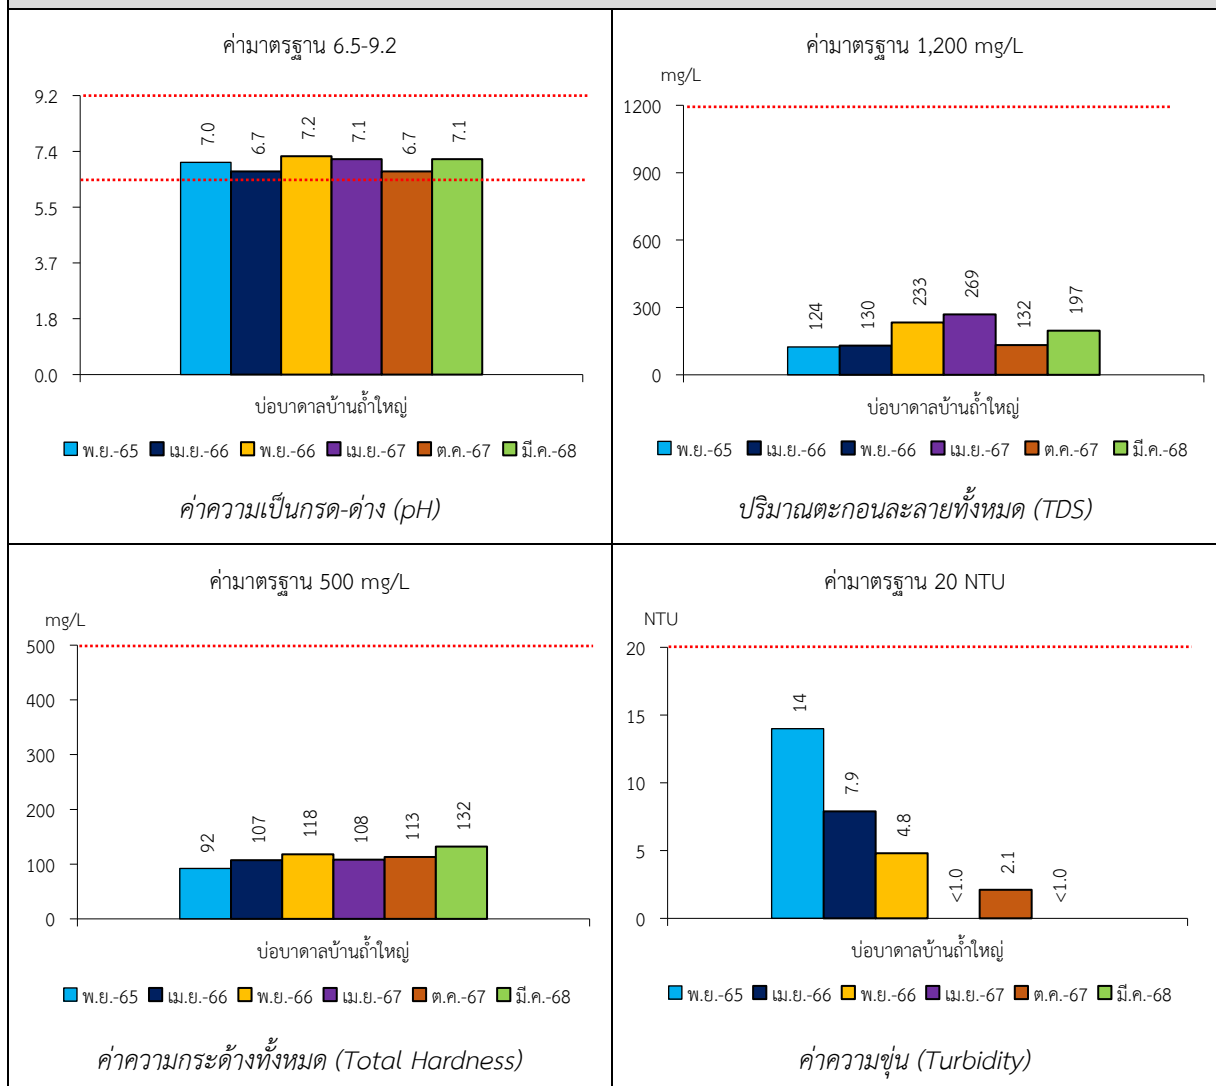 ค่ามาตรฐาน 6.5-9.2
9.2
7.4
5.5
3.7
1.8
0.0
7.0
6.7
7.2
7.1
6.7
7.1
บ่อบาดาลบ้านถ้ำใหญ่
พ.ย.-65 เม.ย.-66 พ.ย.-66 เม.ย.-67 ต.ค.-67 มี.ค.-68
ค่าความเป็นกรด-ด่าง (pH)
ค่ามาตรฐาน 1,200 mg/L
mg/L
1200
900
600
300
0
124
130
233
269
132
197
บ่อบาดาลบ้านถ้ำใหญ่
พ.ย.-65 เม.ย.-66 พ.ย.-66 เม.ย.-67 ต.ค.-67 มี.ค.-68
ปริมาณตะกอนละลายทั้งหมด (TDS)
ค่ามาตรฐาน 500 mg/L
mg/L
500
400
300
200
100
0
92
107
118
108
113
132
บ่อบาดาลบ้านถ้ำใหญ่
พ.ย.-65 เม.ย.-66 พ.ย.-66 เม.ย.-67 ต.ค.-67 มี.ค.-68
ค่าความกระด้างทั้งหมด (Total Hardness)
ค่ามาตรฐาน 20 NTU
NTU
20
15
10
5
0
14
7.9
4.8
<1.0
2.1
<1.0
บ่อบาดาลบ้านถ้ำใหญ่
พ.ย.-65 เม.ย.-66 พ.ย.-66 เม.ย.-67 ต.ค.-67 มี.ค.-68
ค่าความขุ่น (Turbidity)